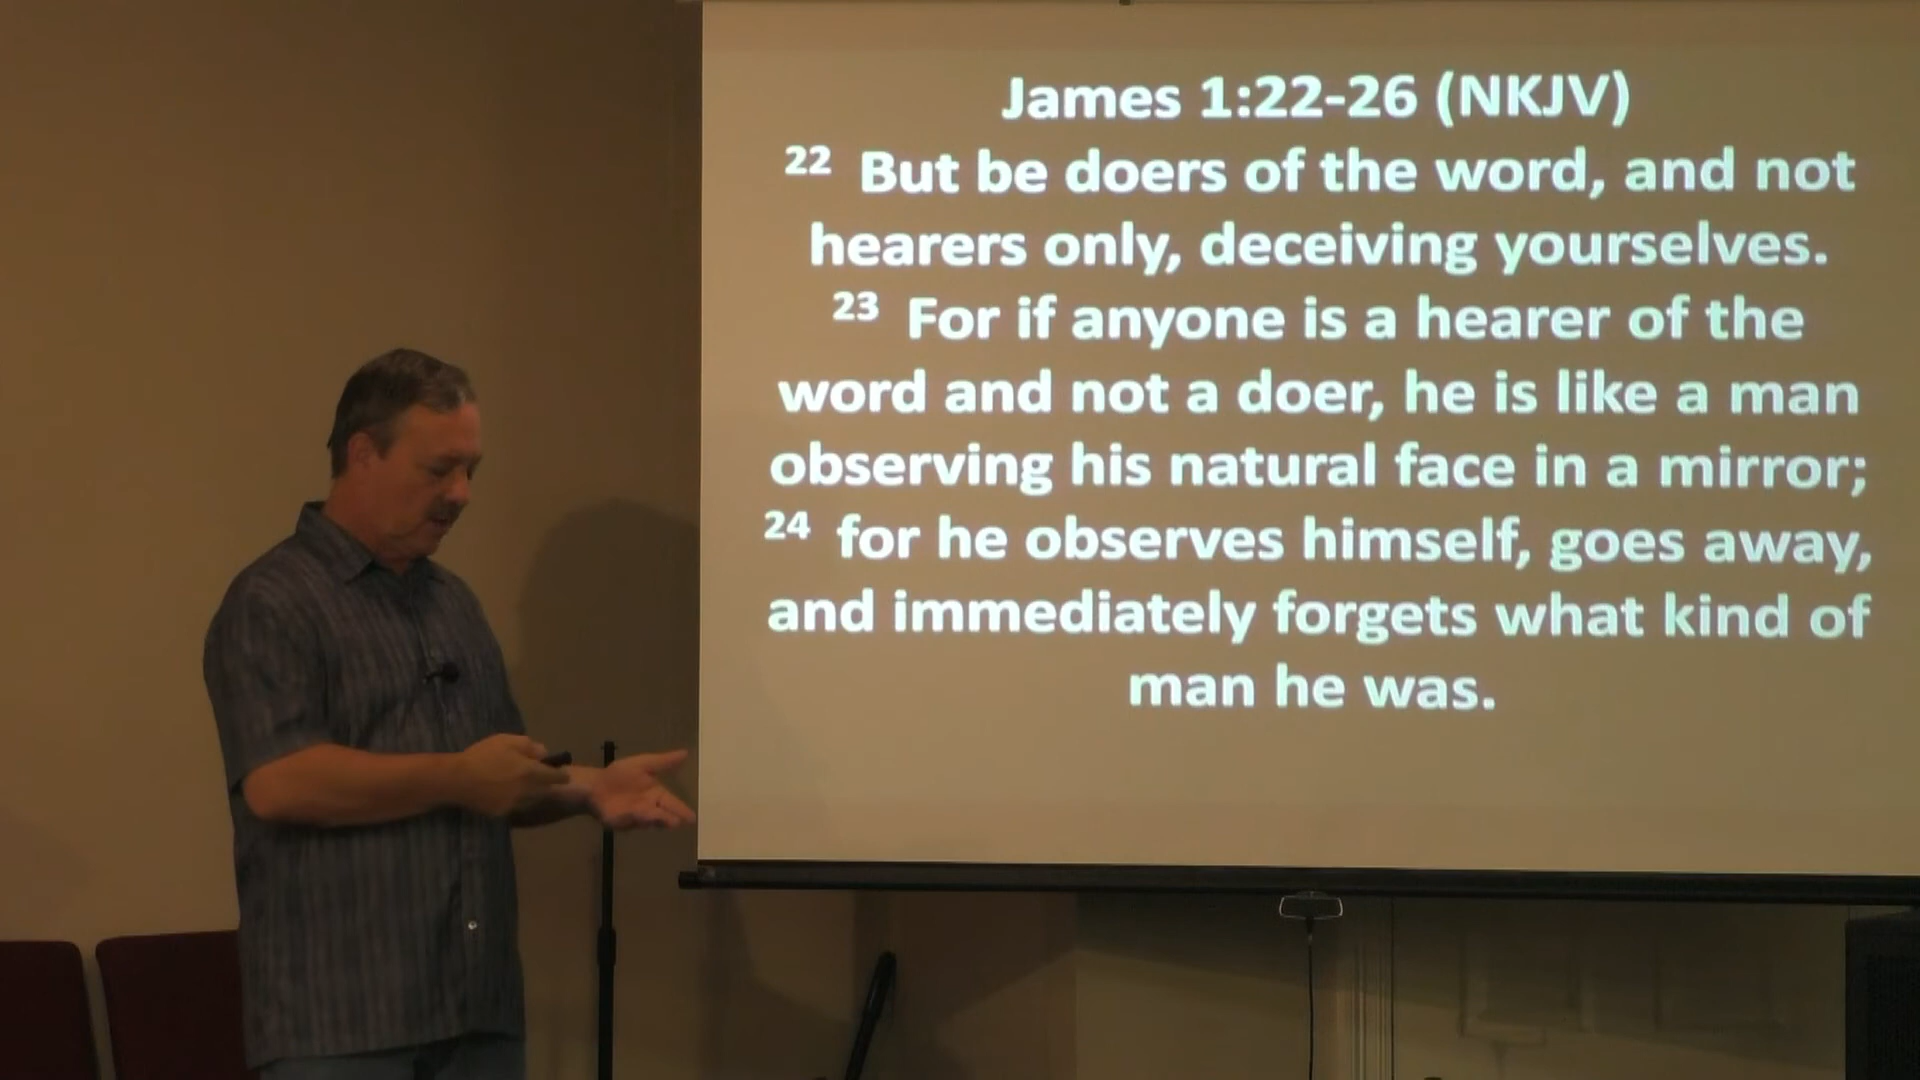 James 1:22-26 (NKJV)
22 But be doers of the word, and not
hearers only, deceiving yourselves.
23 For if anyone is a hearer of the
word and not a doer, he is like a man
observing his natural face in a mirror;
24 for he observes himself, goes away,
and immediately forgets what kind of
man he was.